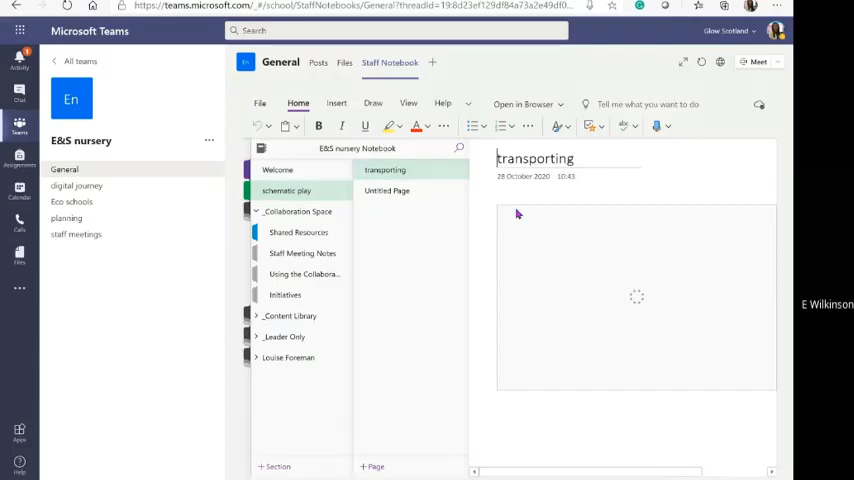 https://teams.microsoft.com/_#/school/StaffNotebooks/General?threadId=19:8d23ef129df84a73a2e49df0...
Microsoft Teams
Search
Glow Scotland
Activity
Chat
Teams
Assignments
Calendar
Calls
Files
Apps
Help
All teams
En
E&S nursery
General
digital journey
Eco schools
planning
staff meetings
En
General
Posts
Files
Staff Notebook
Meet
File
Home
Insert
Draw
View
Help
Open in Browser
Tell me what you want to do
B
I
U
A
abc
E&S nursery Notebook
Welcome
schematic play
_Collaboration Space
Shared Resources
Staff Meeting Notes
Using the Collabora...
Initiatives
_Content Library
_Leader Only
Louise Foreman
+ Section
transporting
Untitled Page
+ Page
transporting
28 October 2020 10:43
E Wilkinson